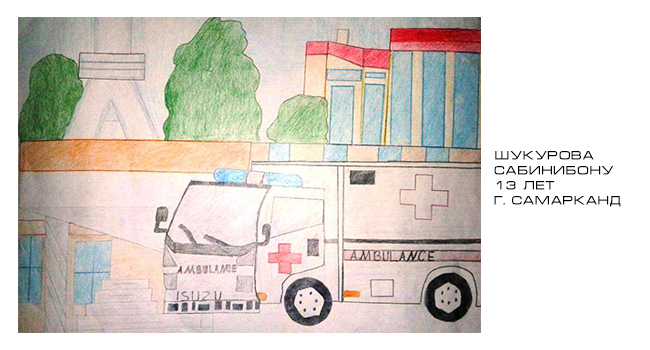 AMBULANCE
AMBULANCE
ISUZU
ШУКУРОВА
САБИНИБОНУ
13 ЛЕТ
Г. САМАРКАНД